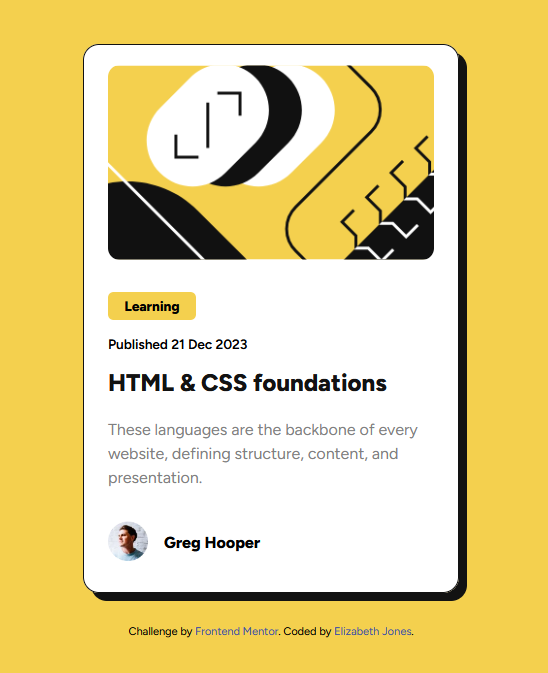 Learning
Published 21 Dec 2023
HTML & CSS foundations
These languages are the backbone of every
website, defining structure, content, and
presentation.
Greg Hooper
Challenge by Frontend Mentor. Coded by Elizabeth Jones.